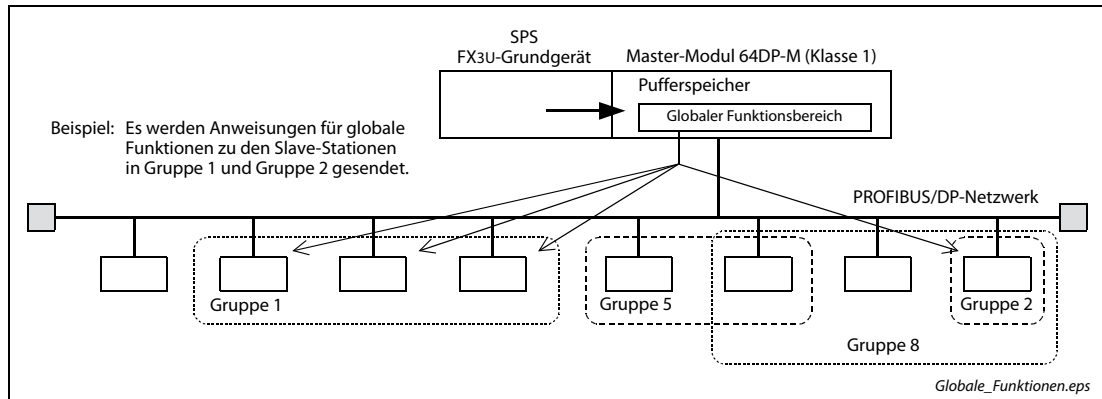 SPS
FX3U-Grundgerät
Master-Modul 64DP-M (Klasse 1)
Pufferspeicher
Globaler Funktionsbereich
Beispiel: Es werden Anweisungen für globale
Funktionen zu den Slave-Stationen
in Gruppe 1 und Gruppe 2 gesendet.
PROFIBUS/DP-Netzwerk
Gruppe 1
Gruppe 5
Gruppe 2
Gruppe 8
Globale_Funktionen.eps